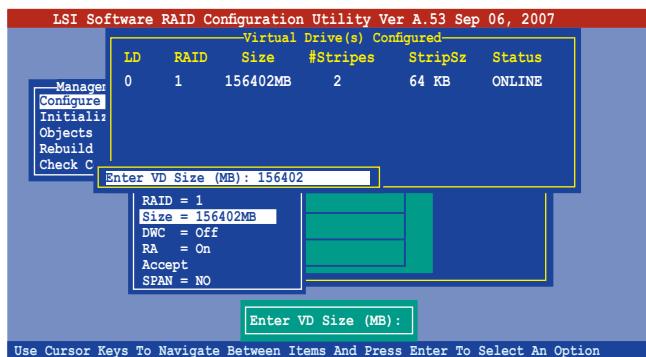 LSI Software RAID Configuration Utility Ver A.53 Sep 06, 2007
Virtual Drive(s) Configured
LD RAID Size #Stripes StripSz Status
0 1 156402MB 2 64 KB ONLINE
Configure
Objects
Rebuild
Check C
Enter VD Size (MB): 156402
RAID = 1
Size = 156402MB
DWC = Off
RA = On
Accept
SPAN = NO
Enter VD Size (MB):
Use Cursor Keys To Navigate Between Items And Press Enter To Select An Option